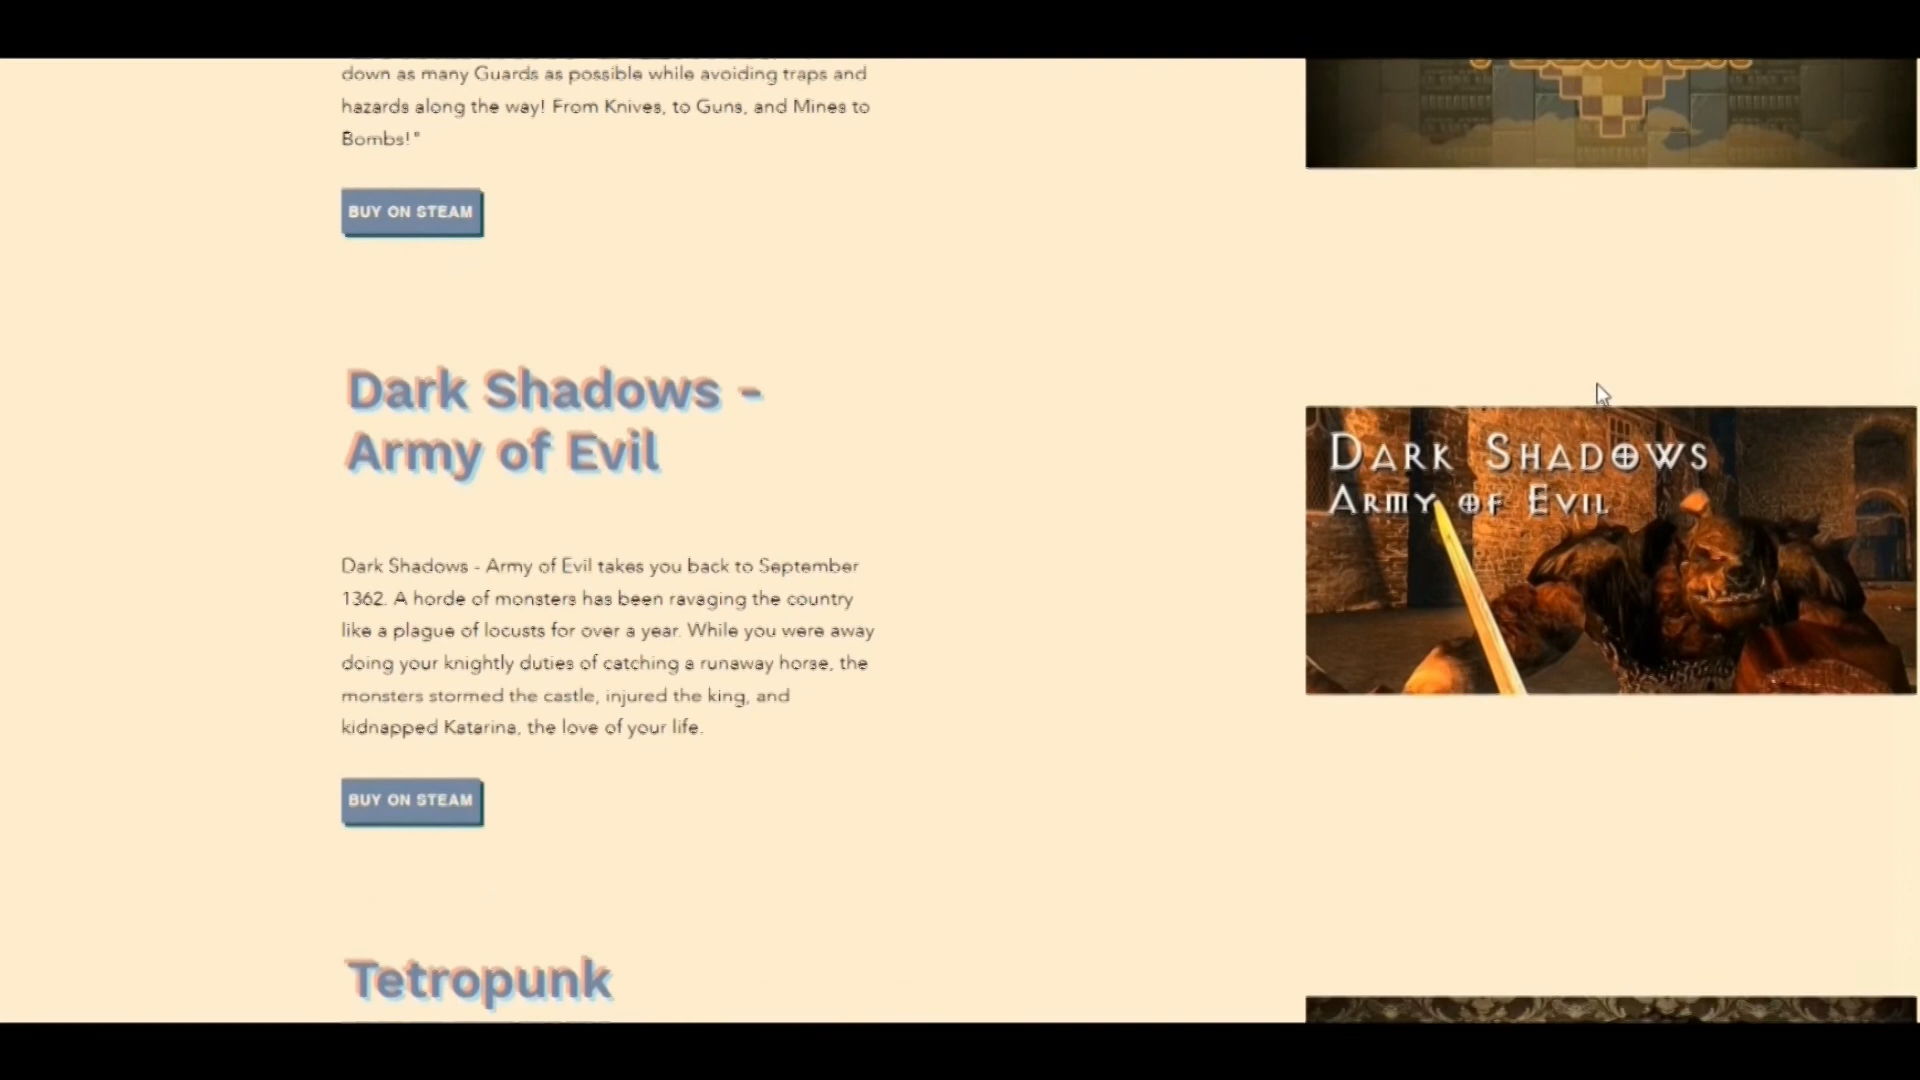 down as many Guards as possible while avoiding traps and
hazards along the way! From Knives, to Guns, and Mines to
Bombs!"
BUY ON STEAM
Dark Shadows -
Army of Evil
DARK SHADOWS
ARMY OF EVIL
Dark Shadows - Army of Evil takes you back to September
1362. A horde of monsters has been ravaging the country
like a plague of locusts for over a year. While you were away
doing your knightly duties of catching a runaway horse, the
monsters stormed the castle, injured the king, and
kidnapped Katarina, the love of your life.
BUY ON STEAM
Tetropunk